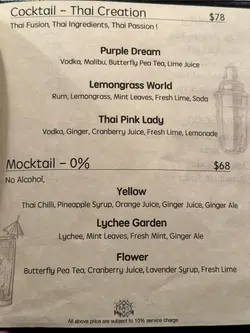 Cocktail - Thai Creation $78
Thai Fusion, Thai Ingredients, Thai Passion !
Purple Dream
Vodka, Malibu, Butterfly Pea Tea, Lime Juice
Lemongrass World
Rum, Lemongrass, Mint Leaves, Fresh Lime, Soda
Thai Pink Lady
Vodka, Ginger, Cranberry Juice, Fresh Lime, Lemonade
Mocktail - 0% $68
No Alcohol,
Yellow
Thai Chilli, Pineapple Syrup, Orange Juice, Ginger Juice, Ginger Ale
Lychee Garden
Lychee, Mint Leaves, Fresh Mint, Ginger Ale
Flower
Butterfly Pea Tea, Cranberry Juice, Lavender Syrup, Fresh Lime
All above price are subject to 10% service charge